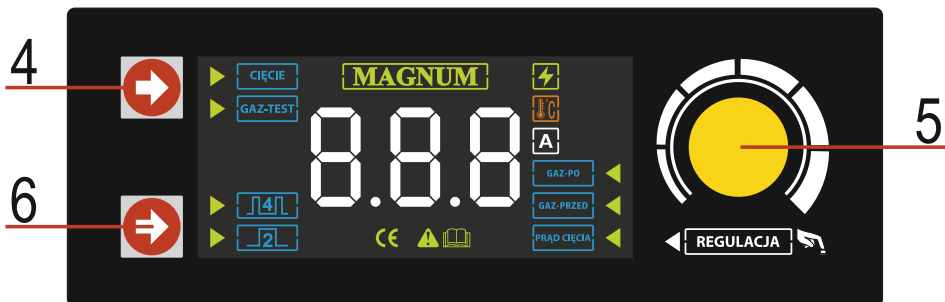 4
6
5
CIĘCIE
GAZ-TEST
MAGNUM
8.8.8
°C
A
GAZ-PO
GAZ-PRZED
PRĄD CIĘCIA
4
2
CE
REGULACJA